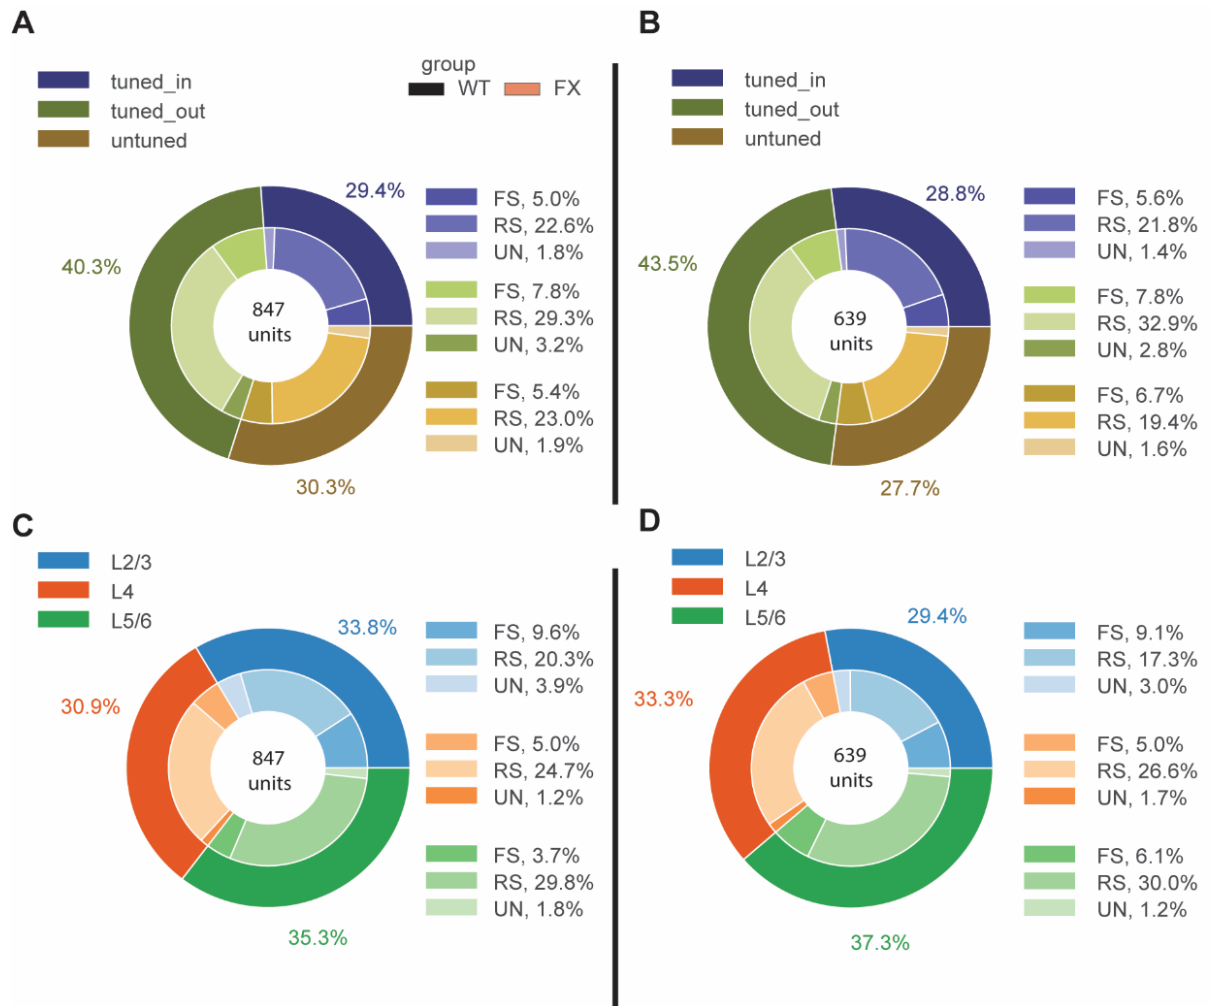 A
group
WT FX
tuned_in
tuned_out
untuned
29.4%
40.3%
30.3%
847
units
FS, 5.0%
RS, 22.6%
UN, 1.8%
FS, 7.8%
RS, 29.3%
UN, 3.2%
FS, 5.4%
RS, 23.0%
UN, 1.9%
B
tuned_in
tuned_out
untuned
28.8%
43.5%
27.7%
639
units
FS, 5.6%
RS, 21.8%
UN, 1.4%
FS, 7.8%
RS, 32.9%
UN, 2.8%
FS, 6.7%
RS, 19.4%
UN, 1.6%
C
L2/3
L4
L5/6
33.8%
30.9%
35.3%
847
units
FS, 9.6%
RS, 20.3%
UN, 3.9%
FS, 5.0%
RS, 24.7%
UN, 1.2%
FS, 3.7%
RS, 29.8%
UN, 1.8%
D
L2/3
L4
L5/6
29.4%
33.3%
37.3%
639
units
FS, 9.1%
RS, 17.3%
UN, 3.0%
FS, 5.0%
RS, 26.6%
UN, 1.7%
FS, 6.1%
RS, 30.0%
UN, 1.2%